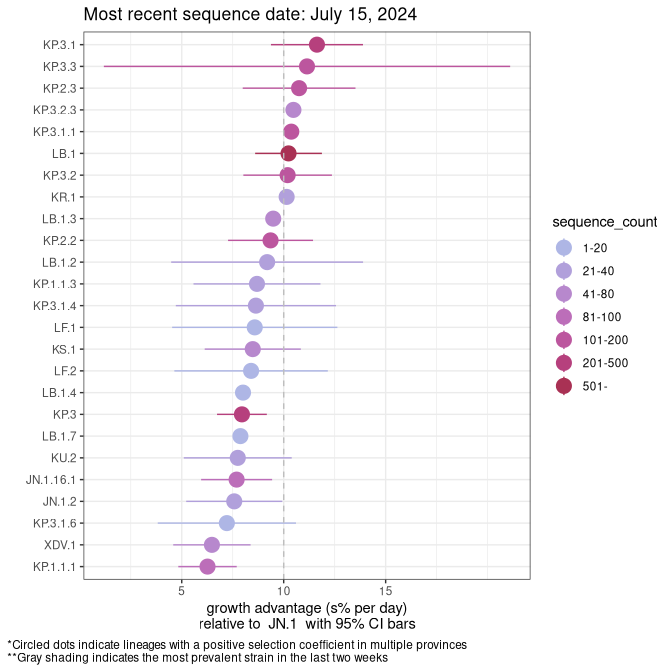 Most recent sequence date: July 15, 2024
KP.3.1
KP.3.3
KP.2.3
KP.3.2.3
KP.3.1.1
LB.1
KP.3.2
KR.1
LB.1.3
KP.2.2
LB.1.2
KP.1.1.3
KP.3.1.4
LF.1
KS.1
LF.2
LB.1.4
KP.3
LB.1.7
KU.2
JN.1.16.1
JN.1.2
KP.3.1.6
XDV.1
KP.1.1.1
5 10 15
growth advantage (s% per day)
relative to JN.1 with 95% CI bars
sequence_count
1-20
21-40
41-80
81-100
101-200
201-500
501-
*Circled dots indicate lineages with a positive selection coefficient in multiple provinces
**Gray shading indicates the most prevalent strain in the last two weeks